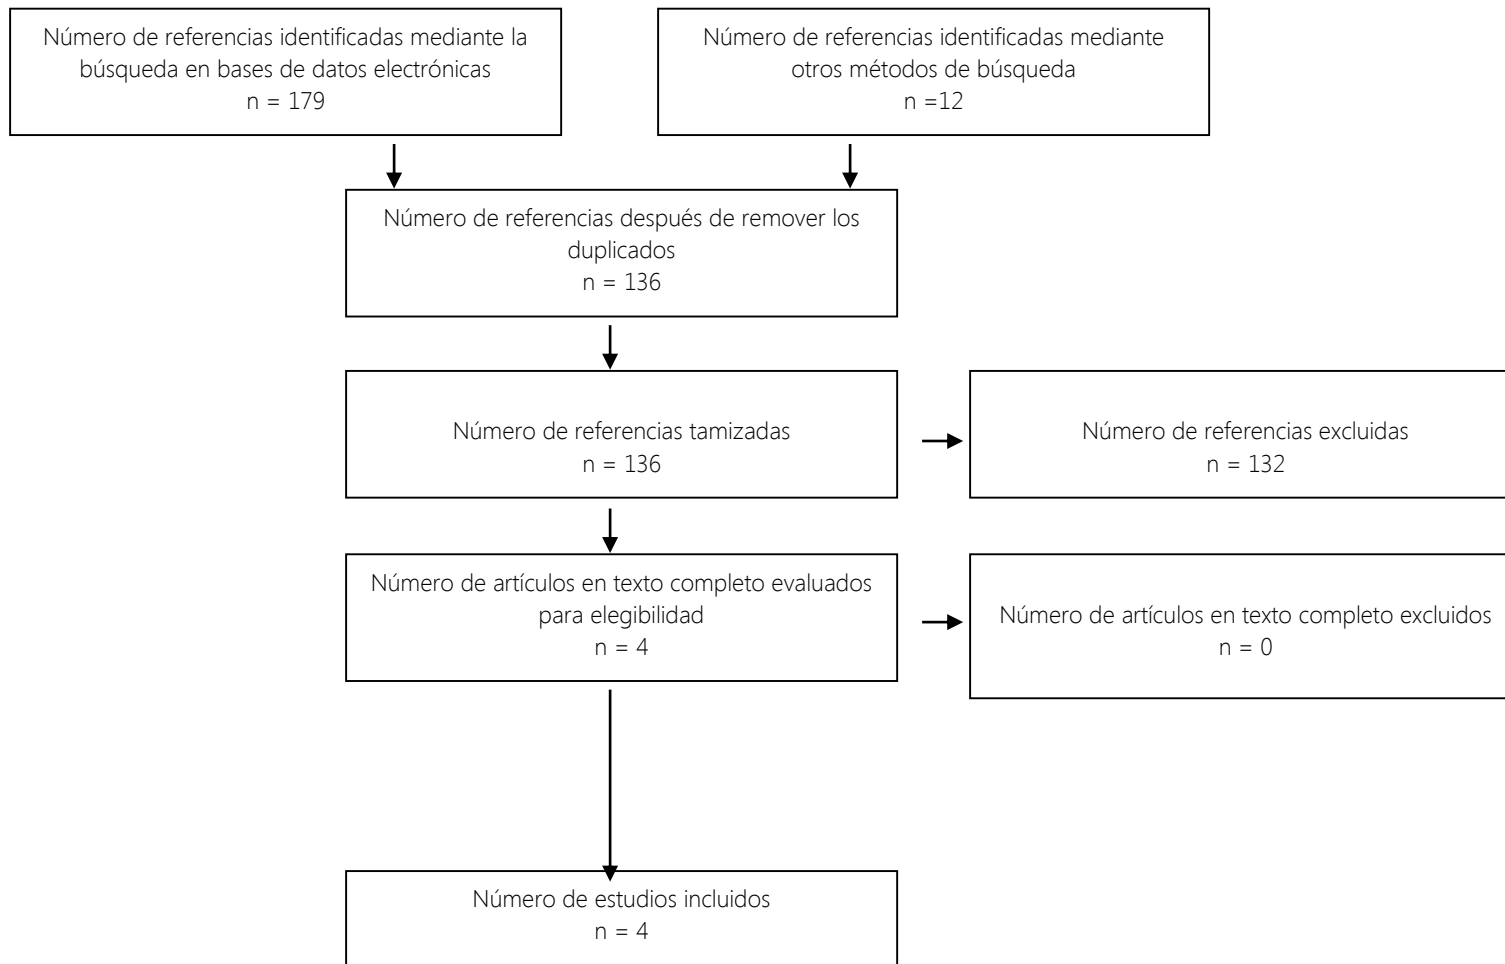 Número de referencias identificadas mediante la
búsqueda en bases de datos electrónicas
n = 179
Número de referencias identificadas mediante
otros métodos de búsqueda
n =12
Número de referencias después de remover los
duplicados
n = 136
Número de referencias tamizadas
n = 136
Número de referencias excluidas
n = 132
Número de artículos en texto completo evaluados
para elegibilidad
n = 4
Número de artículos en texto completo excluidos
n = 0
Número de estudios incluidos
n = 4